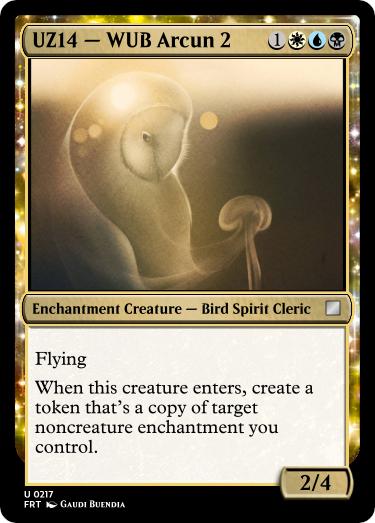 UZ14 — WUB Arcun 2 1
Enchantment Creature — Bird Spirit Cleric
Flying
When this creature enters, create a
token that's a copy of target
noncreature enchantment you
control.
2/4
U 0217
FRT Gaudi Buendia